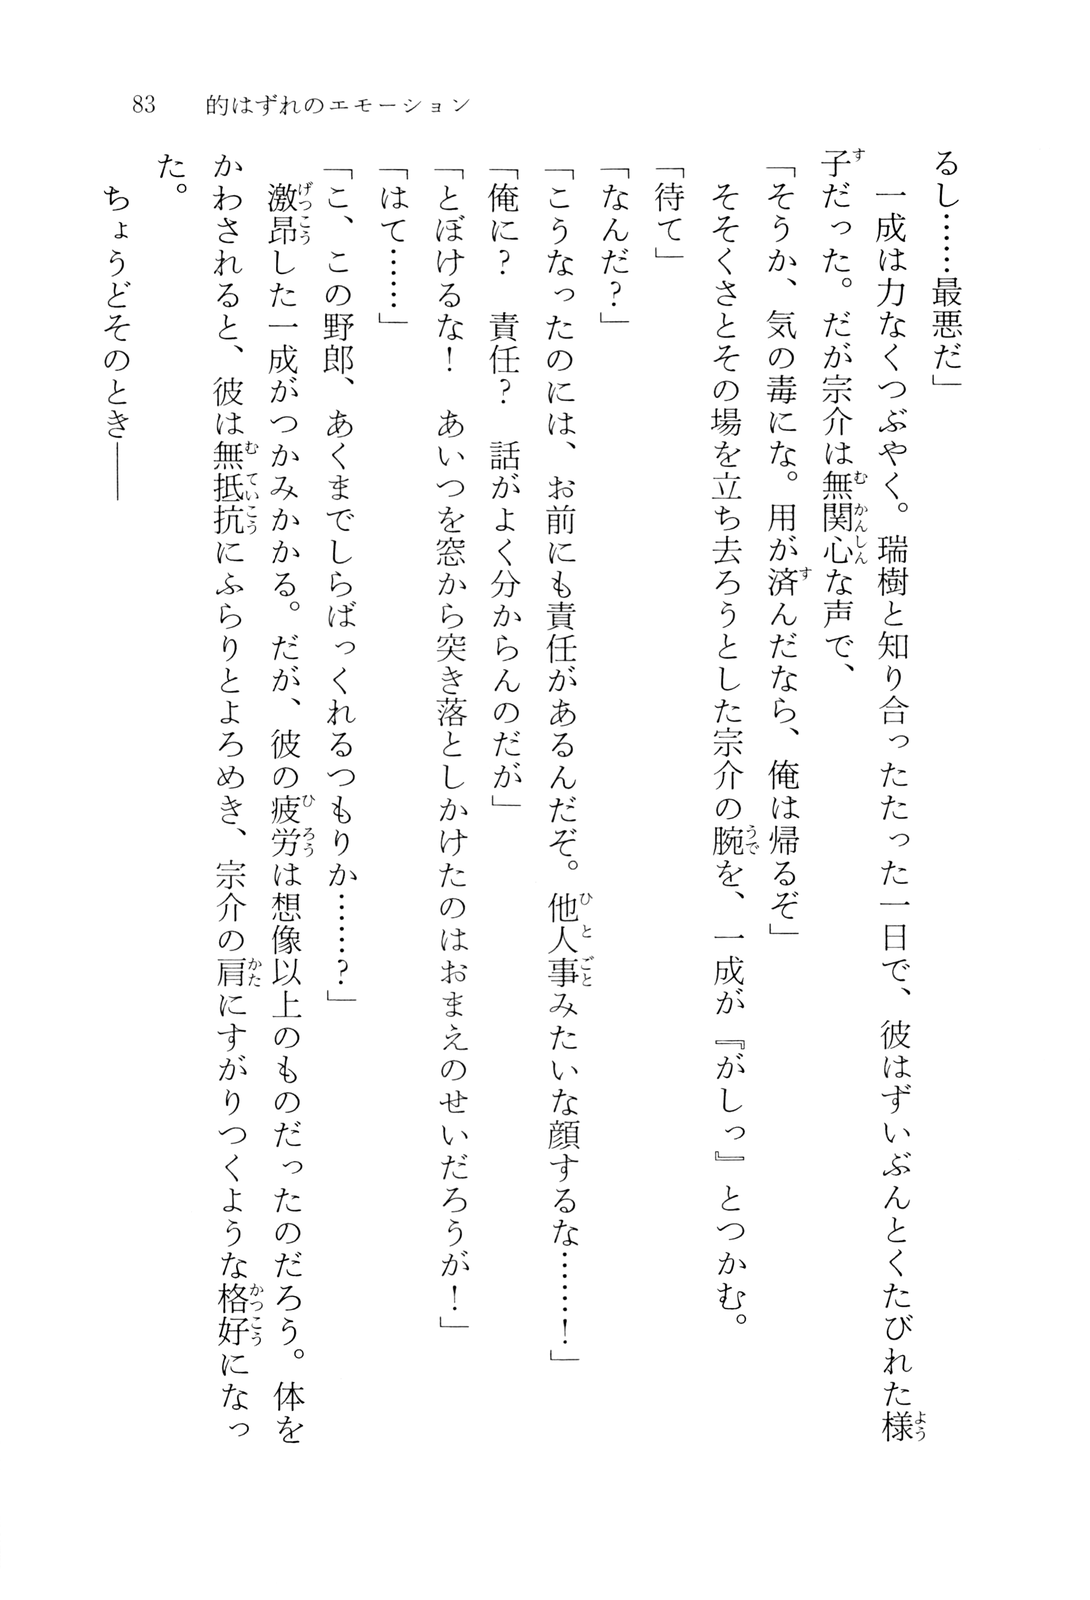 83　的はずれのエモーション
るし……最悪だ」
　一成は力なくつぶやく。瑞樹と知り合ったたった一日で、彼はずいぶんとくたびれた様
子だった。だが宗介は無関心な声で、
「そうか、気の毒にな。用が済んだなら、俺は帰るぞ」
　そそくさとその場を立ち去ろうとした宗介の腕を、一成が『がしっ』とつかむ。
「待て」
「なんだ？」
「こうなったのには、お前にも責任があるんだぞ。他人事みたいな顔するな……！」
「俺に？　責任？　話がよく分からんのだが」
「とぼけるな！　あいつを窓から突き落としかけたのはおまえのせいだろうが！」
「はて……」
「こ、この野郎、あくまでしらばっくれるつもりか……？」
　激昂した一成がつかみかかる。だが、彼の疲労は想像以上のものだったのだろう。体を
かわされると、彼は無抵抗にふらりとよろめき、宗介の肩にすがりつくような格好になっ
た。
　ちょうどそのとき――